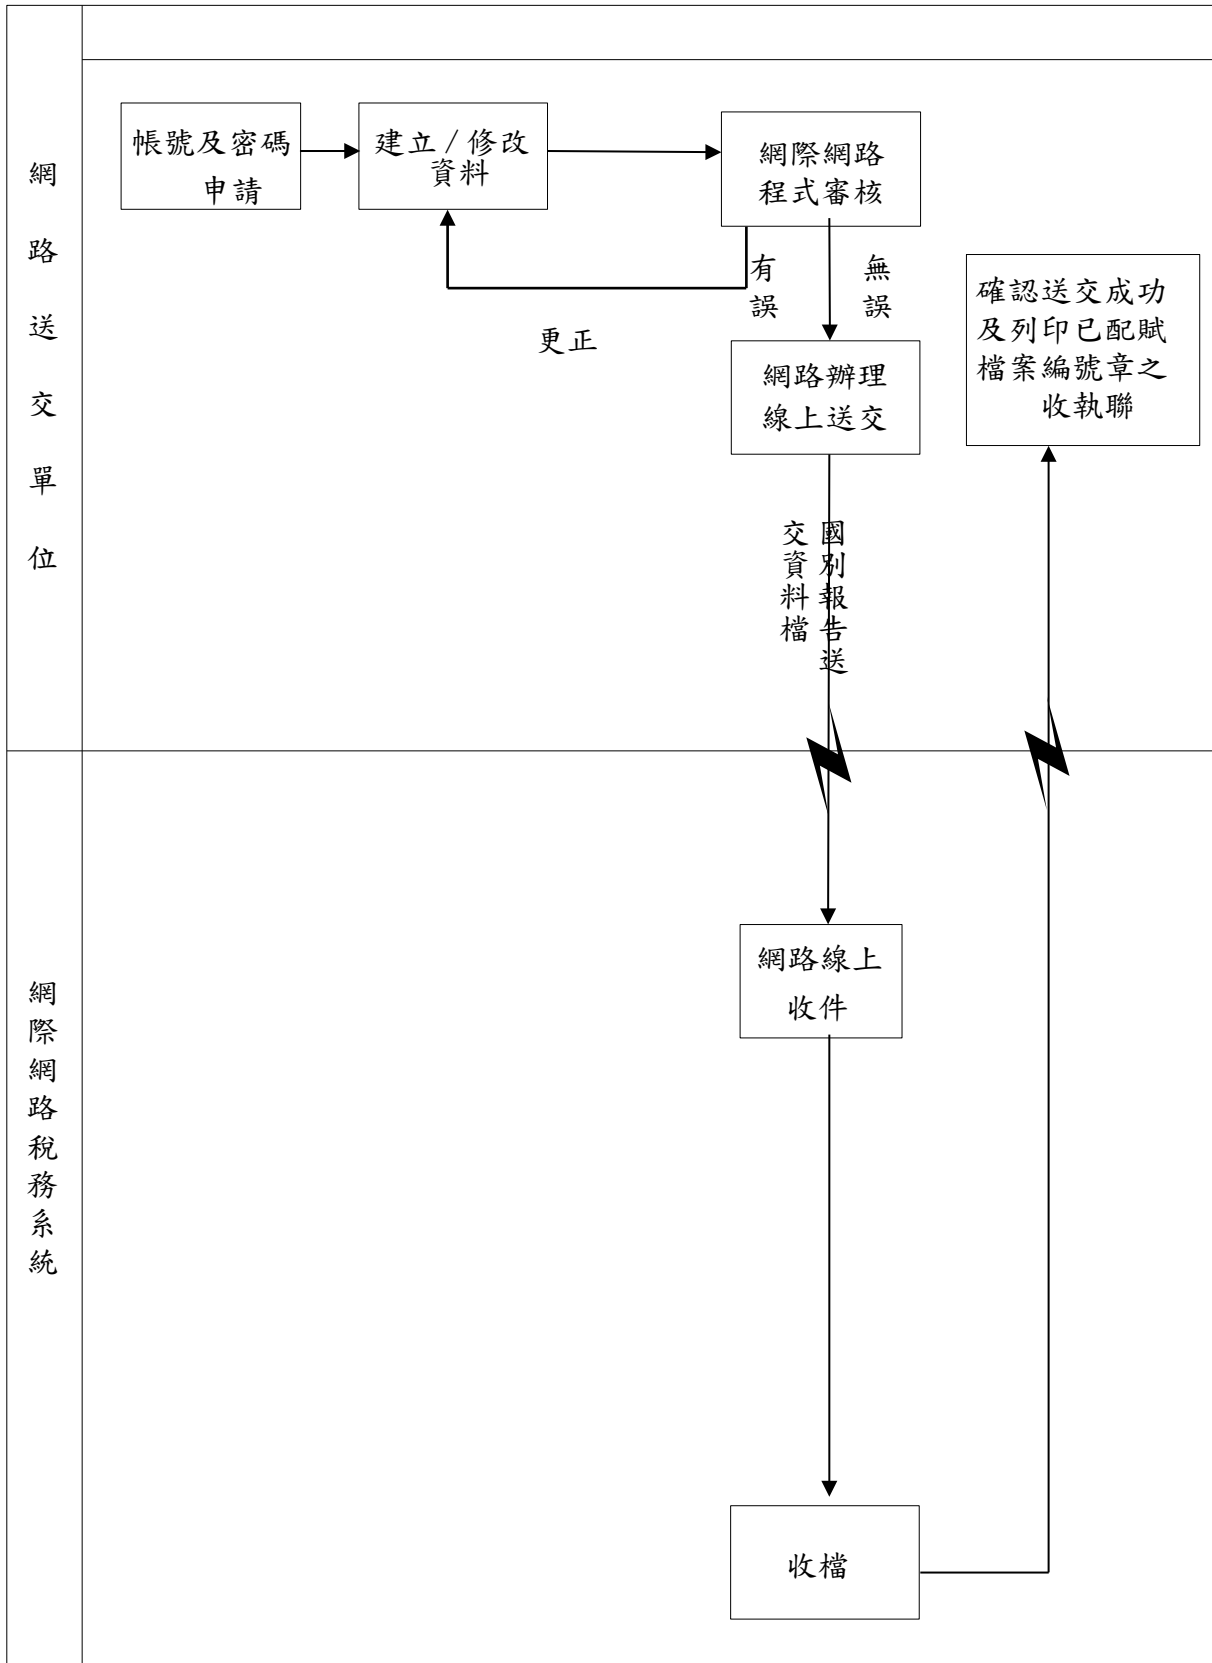 網路送交單位
帳號及密碼
申請
建立／修改
資料
網際網路
程式審核
有誤
無誤
更正
網路辦理
線上送交
確認送交成功
及列印已配賦
檔案編號章之
收執聯
國別報告送
交資料檔
網際網路稅務系統
網路線上
收件
收檔